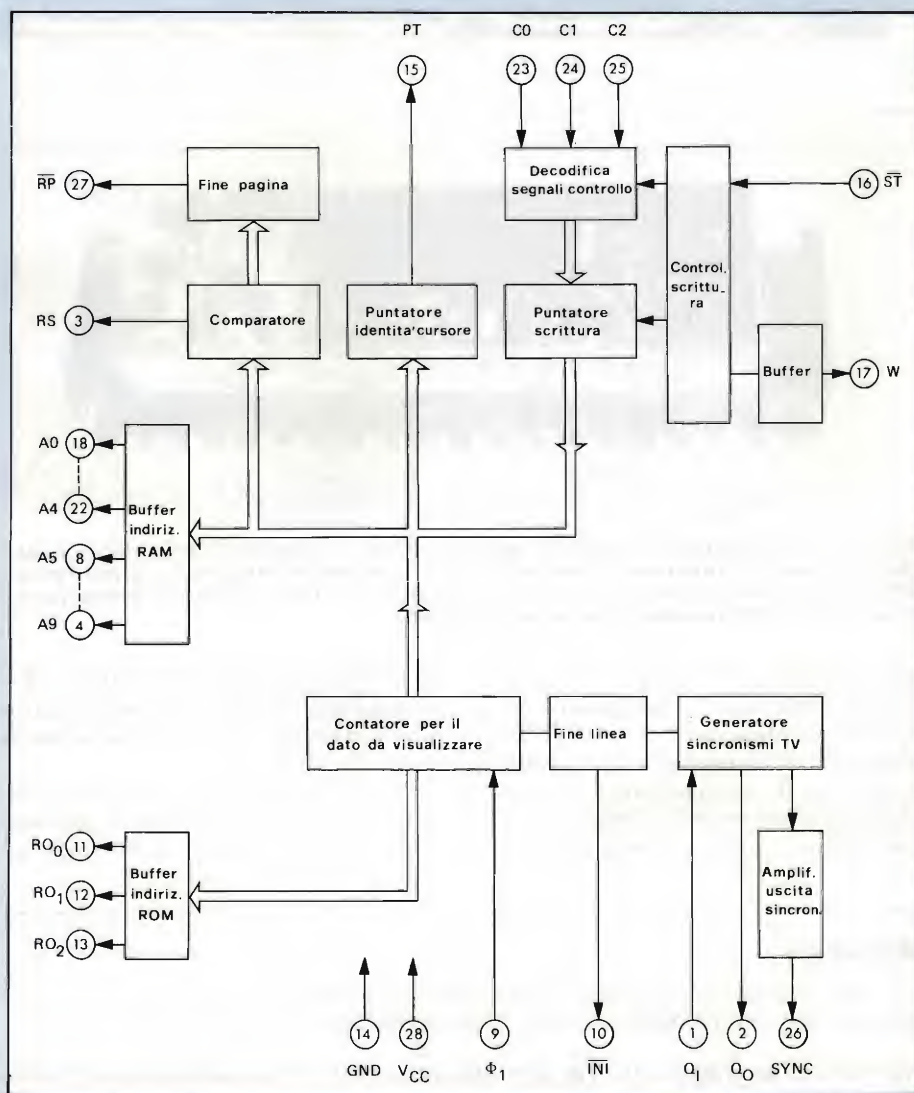 PT
C0 C1 C2
15
23 24 25
RP 27
Fine pagina
Decodifica
segnali controllo
16 ST
Control.
scrittu_
ra
RS 3
Comparatore
Puntatore
identita'cursore
Puntatore
scrittura
Buffer
17 W
A0 18
A4 22
A5 8
A9 4
Buffer
indiriz.
RAM
Contatore per il
dato da visualizzare
Fine linea
Generatore
sincronismi TV
RO0 11
RO1 12
RO2 13
Buffer
indiriz.
ROM
Amplif.
uscita
sincron.
14 28 9 10 1 2 26
GND VCC Φ1 INI QI QO SYNC